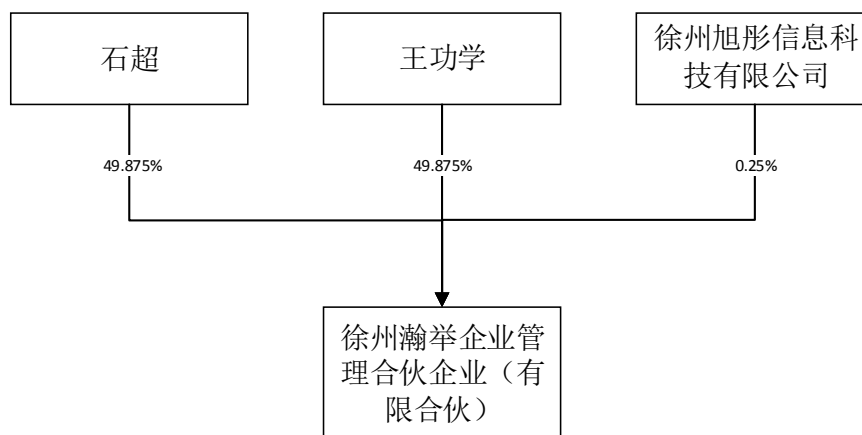 石超
王功学
徐州旭彤信息科
技有限公司
49.875%
49.875%
0.25%
徐州瀚举企业管
理合伙企业（有
限合伙）